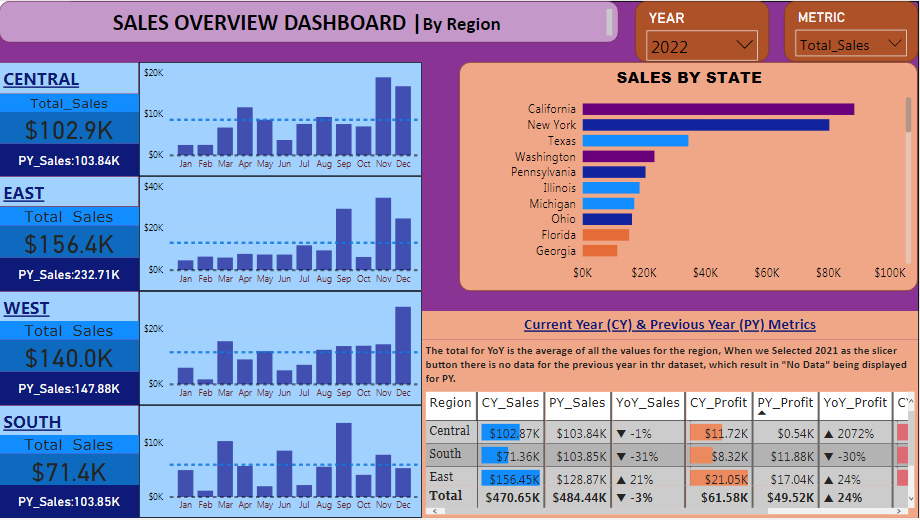 SALES OVERVIEW DASHBOARD |By Region
YEAR
2022
METRIC
Total_Sales
CENTRAL
Total_Sales
$102.9K
PY_Sales:103.84K
$20K
$10K
$0K
Jan Feb Mar Apr May Jun Jul Aug Sep Oct Nov Dec
EAST
Total Sales
$156.4K
PY_Sales:232.71K
$40K
$20K
$0K
Jan Feb Mar Apr May Jun Jul Aug Sep Oct Nov Dec
WEST
Total Sales
$140.0K
PY_Sales:147.88K
$20K
$0K
Jan Feb Mar Apr May Jun Jul Aug Sep Oct Nov Dec
SOUTH
Total Sales
$71.4K
PY_Sales:103.85K
$10K
$0K
Jan Feb Mar Apr May Jun Jul Aug Sep Oct Nov Dec
SALES BY STATE
California
New York
Texas
Washington
Pennsylvania
Illinois
Michigan
Ohio
Florida
Georgia
$0K $20K $40K $60K $80K $100K
Current Year (CY) & Previous Year (PY) Metrics
The total for YoY is the average of all the values for the region, When we Selected 2021 as the slicer
button there is no data for the previous year in thr dataset, which result in "No Data" being displayed
for PY.
Region CY_Sales PY_Sales YoY_Sales CY_Profit PY_Profit YoY_Profit CY
Central $102.87K $103.84K ▼ -1% $11.72K $0.54K ▲ 2072%
South $71.36K $103.85K ▼ -31% $8.32K $11.88K ▼ -30%
East $156.45K $128.87K ▲ 21% $21.05K $17.04K ▲ 24%
Total $470.65K $484.44K ▼ -3% $61.58K $49.52K ▲ 24%